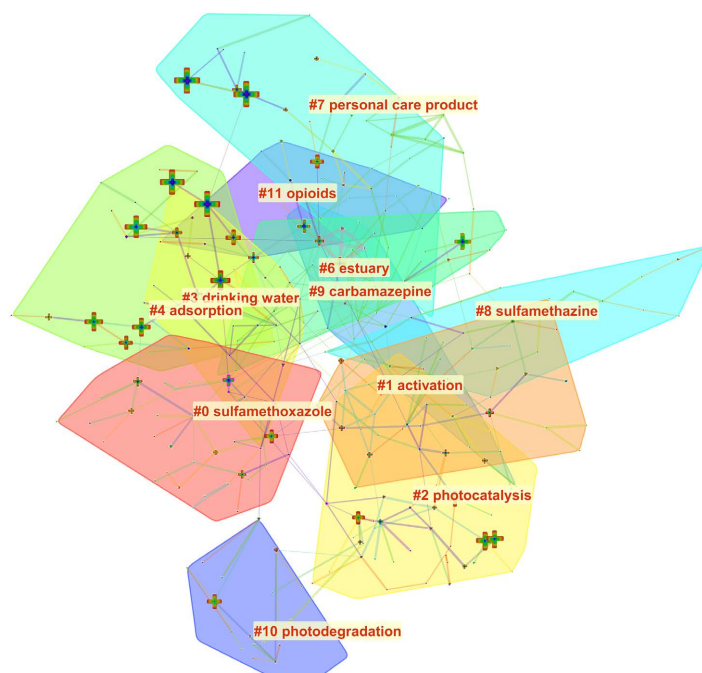 #7 personal care product
#11 opioids
#6 estuary
#3 drinking water
#9 carbamazepine
#4 adsorption
#8 sulfamethazine
#1 activation
#0 sulfamethoxazole
#2 photocatalysis
#10 photodegradation